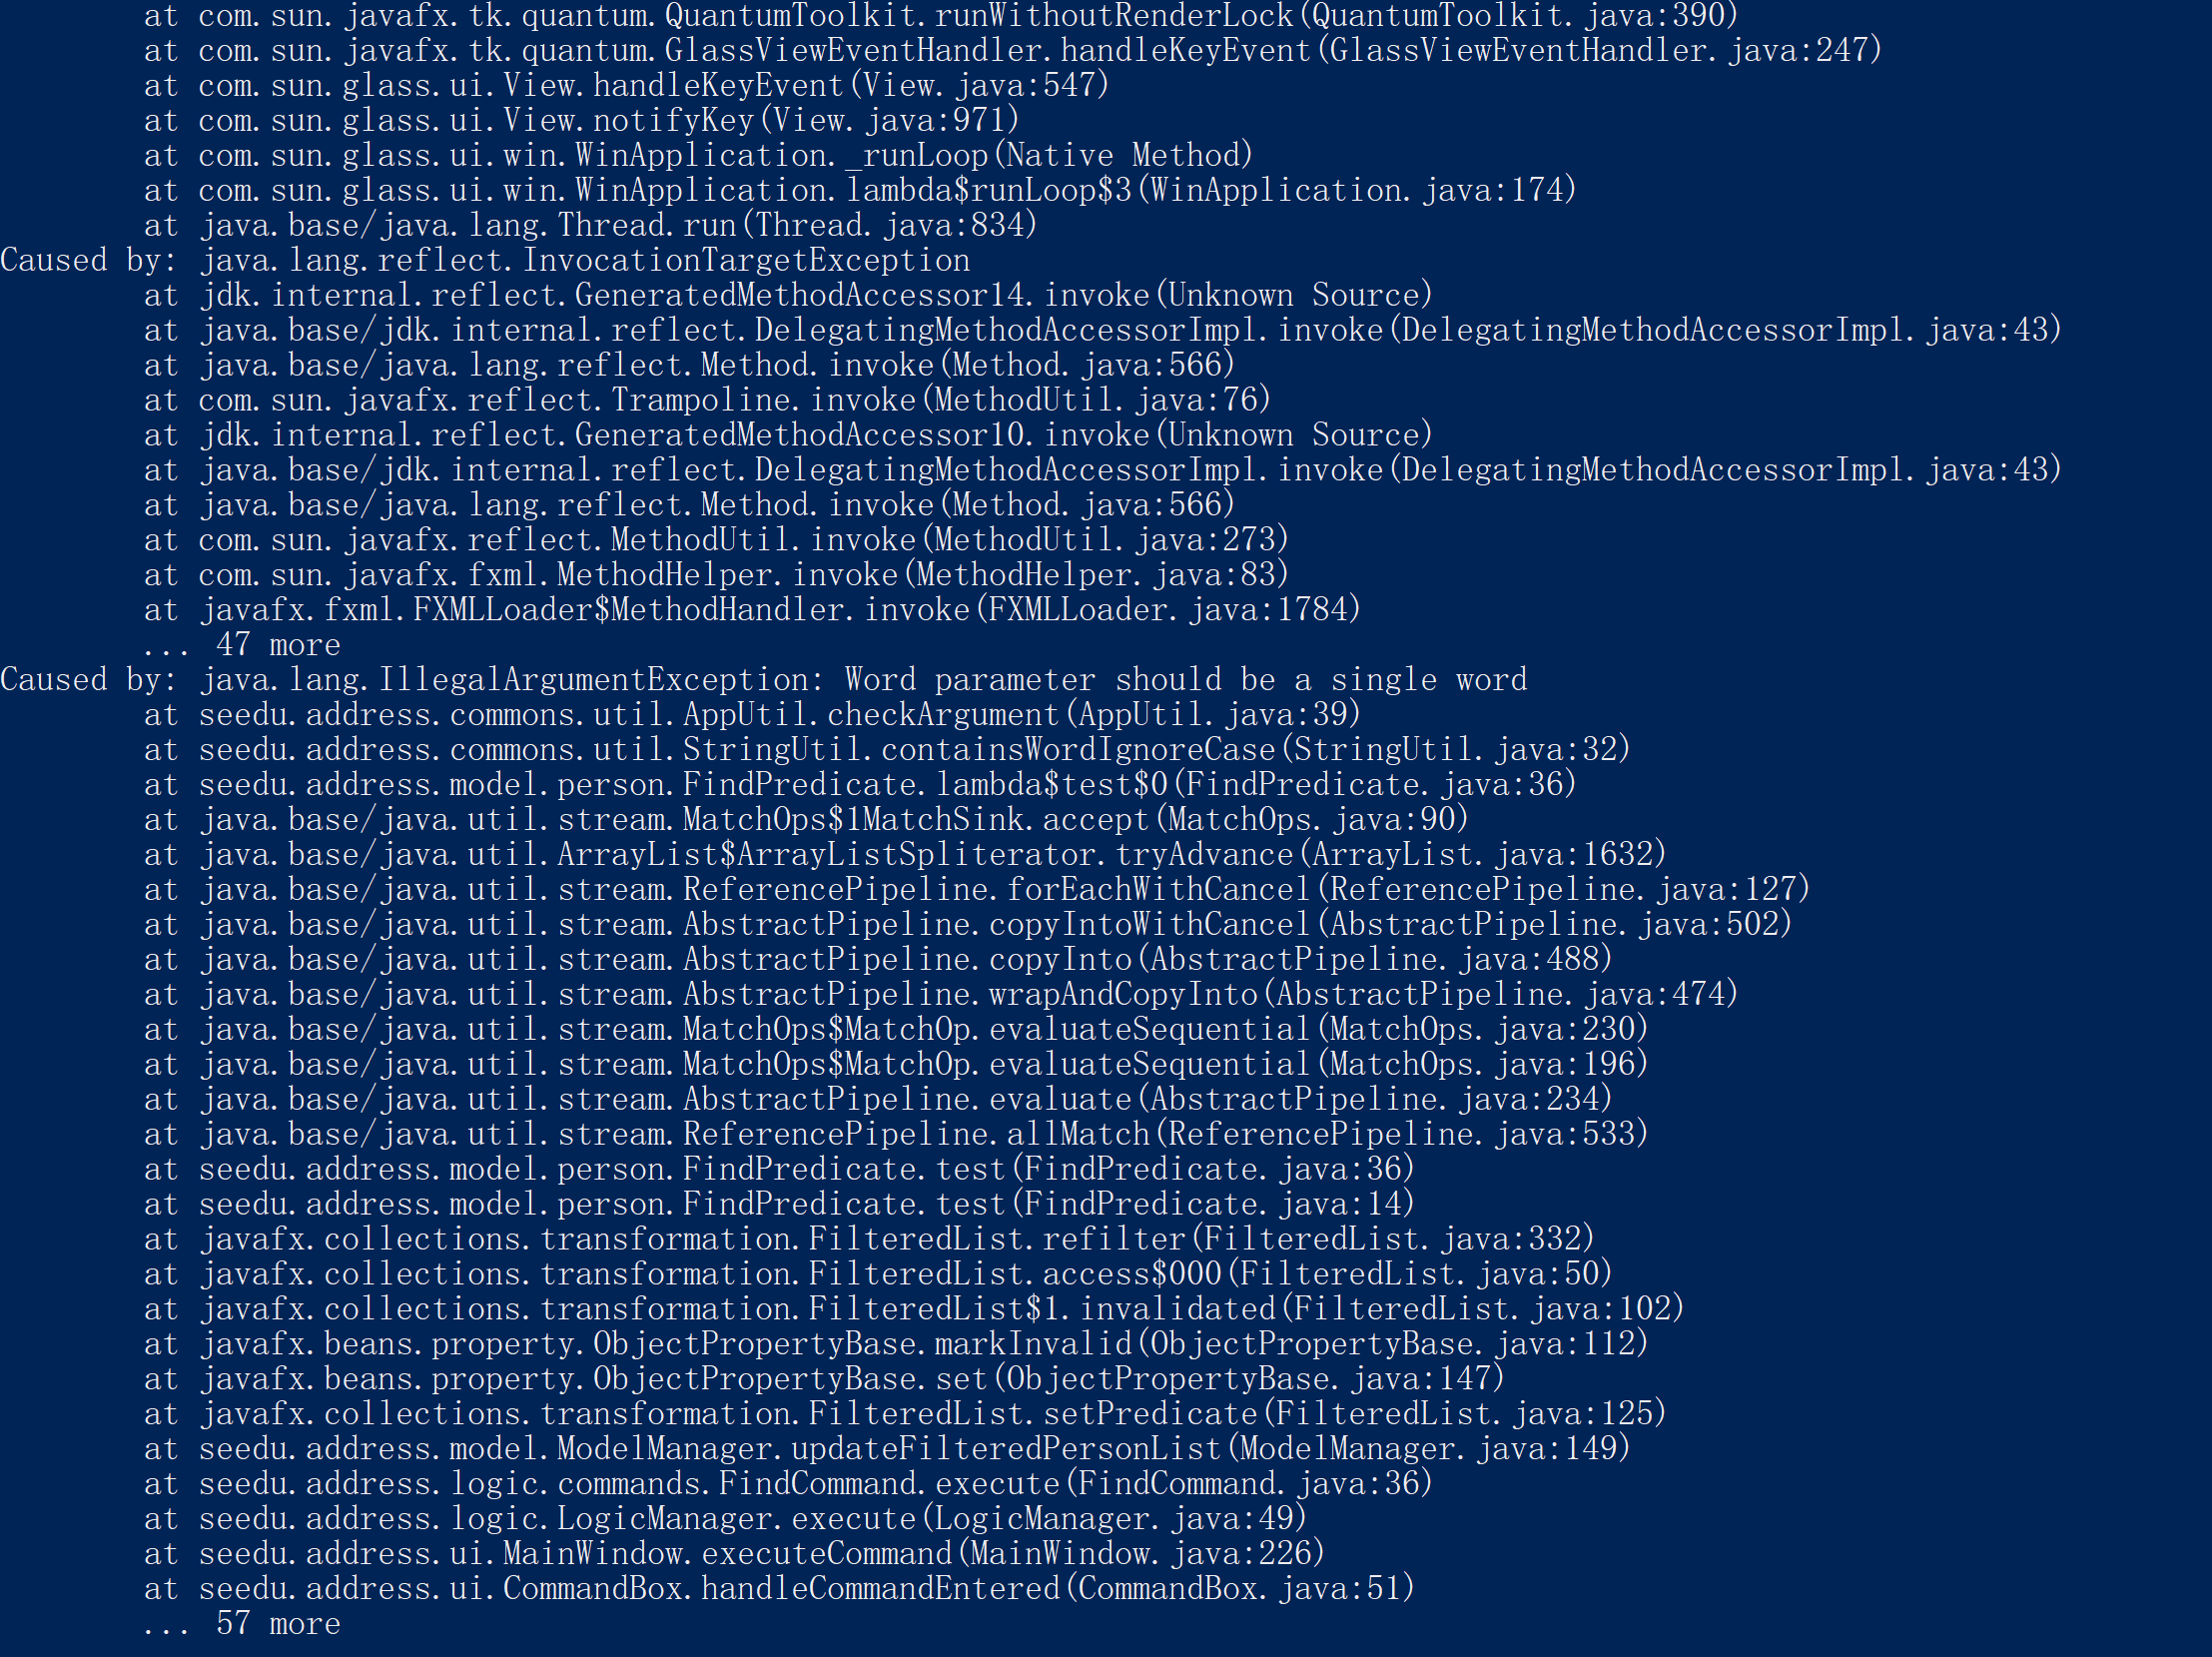 at com.sun.javafx.tk.quantum.QuantumToolkit.runWithoutRenderLock(QuantumToolkit.java:390)
at com.sun.javafx.tk.quantum.GlassViewEventHandler.handleKeyEvent(GlassViewEventHandler.java:247)
at com.sun.glass.ui.View.handleKeyEvent(View.java:547)
at com.sun.glass.ui.View.notifyKey(View.java:971)
at com.sun.glass.ui.win.WinApplication._runLoop(Native Method)
at com.sun.glass.ui.win.WinApplication.lambda$runLoop$3(WinApplication.java:174)
at java.base/java.lang.Thread.run(Thread.java:834)
Caused by: java.lang.reflect.InvocationTargetException
at jdk.internal.reflect.GeneratedMethodAccessor14.invoke(Unknown Source)
at java.base/jdk.internal.reflect.DelegatingMethodAccessorImpl.invoke(DelegatingMethodAccessorImpl.java:43)
at java.base/java.lang.reflect.Method.invoke(Method.java:566)
at com.sun.javafx.reflect.Trampoline.invoke(MethodUtil.java:76)
at jdk.internal.reflect.GeneratedMethodAccessor10.invoke(Unknown Source)
at java.base/jdk.internal.reflect.DelegatingMethodAccessorImpl.invoke(DelegatingMethodAccessorImpl.java:43)
at java.base/java.lang.reflect.Method.invoke(Method.java:566)
at com.sun.javafx.reflect.MethodUtil.invoke(MethodUtil.java:273)
at com.sun.javafx.fxml.MethodHelper.invoke(MethodHelper.java:83)
at javafx.fxml.FXMLLoader$MethodHandler.invoke(FXMLLoader.java:1784)
... 47 more
Caused by: java.lang.IllegalArgumentException: Word parameter should be a single word
at seedu.address.commons.util.AppUtil.checkArgument(AppUtil.java:39)
at seedu.address.commons.util.StringUtil.containsWordIgnoreCase(StringUtil.java:32)
at seedu.address.model.person.FindPredicate.lambda$test$0(FindPredicate.java:36)
at java.base/java.util.stream.MatchOps$1MatchSink.accept(MatchOps.java:90)
at java.base/java.util.ArrayList$ArrayListSpliterator.tryAdvance(ArrayList.java:1632)
at java.base/java.util.stream.ReferencePipeline.forEachWithCancel(ReferencePipeline.java:127)
at java.base/java.util.stream.AbstractPipeline.copyIntoWithCancel(AbstractPipeline.java:502)
at java.base/java.util.stream.AbstractPipeline.copyInto(AbstractPipeline.java:488)
at java.base/java.util.stream.AbstractPipeline.wrapAndCopyInto(AbstractPipeline.java:474)
at java.base/java.util.stream.MatchOps$MatchOp.evaluateSequential(MatchOps.java:230)
at java.base/java.util.stream.MatchOps$MatchOp.evaluateSequential(MatchOps.java:196)
at java.base/java.util.stream.AbstractPipeline.evaluate(AbstractPipeline.java:234)
at java.base/java.util.stream.ReferencePipeline.allMatch(ReferencePipeline.java:533)
at seedu.address.model.person.FindPredicate.test(FindPredicate.java:36)
at seedu.address.model.person.FindPredicate.test(FindPredicate.java:14)
at javafx.collections.transformation.FilteredList.refilter(FilteredList.java:332)
at javafx.collections.transformation.FilteredList.access$000(FilteredList.java:50)
at javafx.collections.transformation.FilteredList$1.invalidated(FilteredList.java:102)
at javafx.beans.property.ObjectPropertyBase.markInvalid(ObjectPropertyBase.java:112)
at javafx.beans.property.ObjectPropertyBase.set(ObjectPropertyBase.java:147)
at javafx.collections.transformation.FilteredList.setPredicate(FilteredList.java:125)
at seedu.address.model.ModelManager.updateFilteredPersonList(ModelManager.java:149)
at seedu.address.logic.commands.FindCommand.execute(FindCommand.java:36)
at seedu.address.logic.LogicManager.execute(LogicManager.java:49)
at seedu.address.ui.MainWindow.executeCommand(MainWindow.java:226)
at seedu.address.ui.CommandBox.handleCommandEntered(CommandBox.java:51)
... 57 more